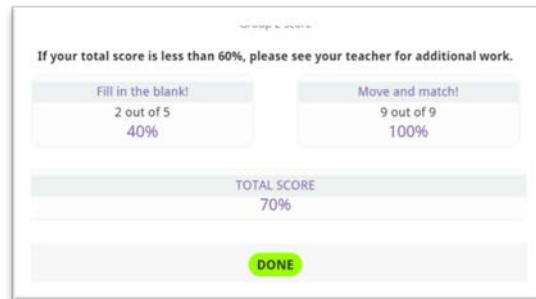 If your total score is less than 60%, please see your teacher for additional work.
Fill in the blank!
2 out of 5
40%
Move and match!
9 out of 9
100%
TOTAL SCORE
70%
DONE